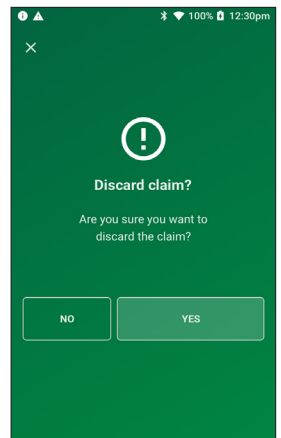 100% 12:30pm
Discard claim?
Are you sure you want to
discard the claim?
NO YES